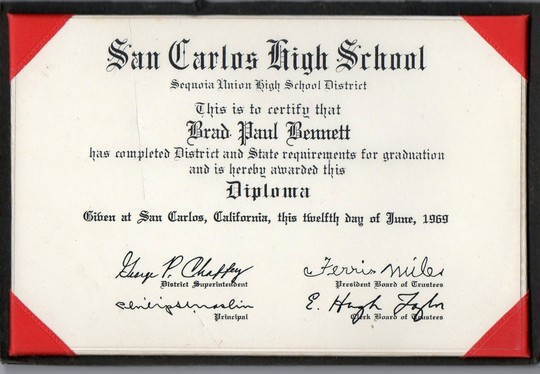 San Carlos High School
Sequoia Union High School District
This is to certify that
Brad Paul Bennett
has completed District and State requirements for graduation
and is hereby awarded this
Diploma
Given at San Carlos, California, this twelfth day of June, 1969
George P. Chaffey
District Superintendent
Ferris Miles
President Board of Trustees
Principal
E. Hugh Taylor
Clerk Board of Trustees